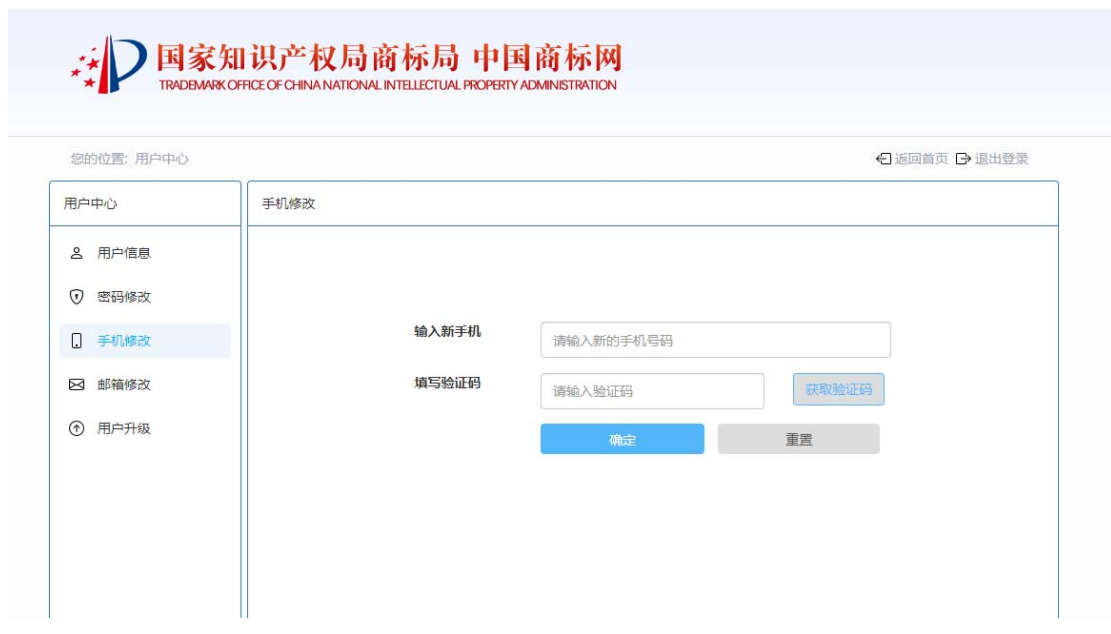 国家知识产权局商标局 中国商标网
TRADEMARK OFFICE OF CHINA NATIONAL INTELLECTUAL PROPERTY ADMINISTRATION
您的位置: 用户中心
返回首页 退出登录
用户中心
用户信息
密码修改
手机修改
邮箱修改
用户升级
手机修改
输入新手机 请输入新的手机号码
填写验证码 请输入验证码 获取验证码
确定 重置